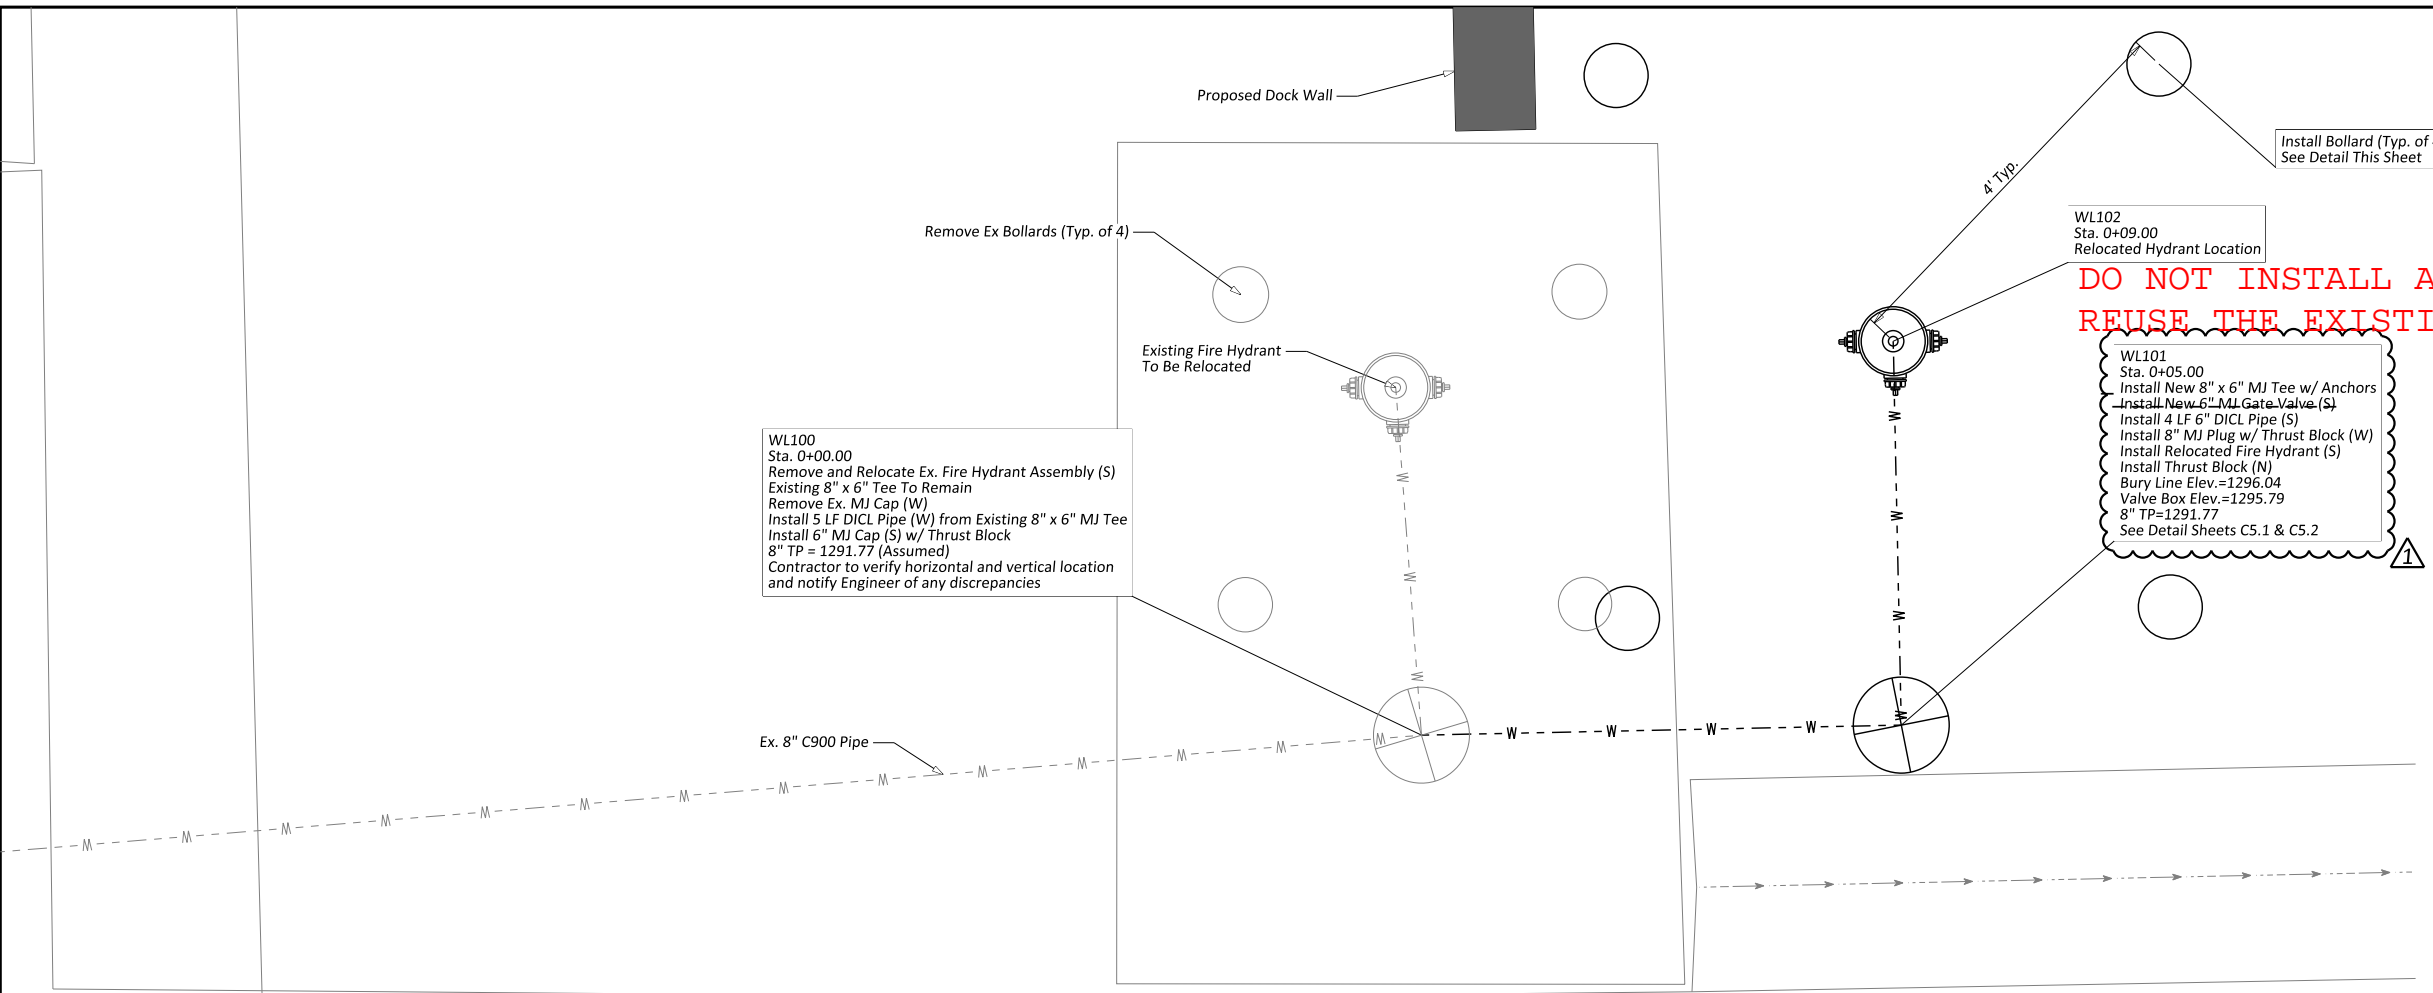 Proposed Dock Wall
Install Bollard (Typ. of
See Detail This Sheet
4' Typ.
WL102
Sta. 0+09.00
Relocated Hydrant Location
Remove Ex Bollards (Typ. of 4)
DO NOT INSTALL A
REUSE THE EXISTI
Existing Fire Hydrant
To Be Relocated
WL101
Sta. 0+05.00
Install New 8" x 6" MJ Tee w/ Anchors
Install New 6" MJ Gate Valve (S)
Install 4 LF 6" DICL Pipe (S)
Install 8" MJ Plug w/ Thrust Block (W)
Install Relocated Fire Hydrant (S)
Install Thrust Block (N)
Bury Line Elev.=1296.04
Valve Box Elev.=1295.79
8" TP=1291.77
See Detail Sheets C5.1 & C5.2
1
WL100
Sta. 0+00.00
Remove and Relocate Ex. Fire Hydrant Assembly (S)
Existing 8" x 6" Tee To Remain
Remove Ex. MJ Cap (W)
Install 5 LF DICL Pipe (W) from Existing 8" x 6" MJ Tee
Install 6" MJ Cap (S) w/ Thrust Block
8" TP = 1291.77 (Assumed)
Contractor to verify horizontal and vertical location
and notify Engineer of any discrepancies
Ex. 8" C900 Pipe
W W W W W W W W W W W W W W
W W W W
W W W
W W W W